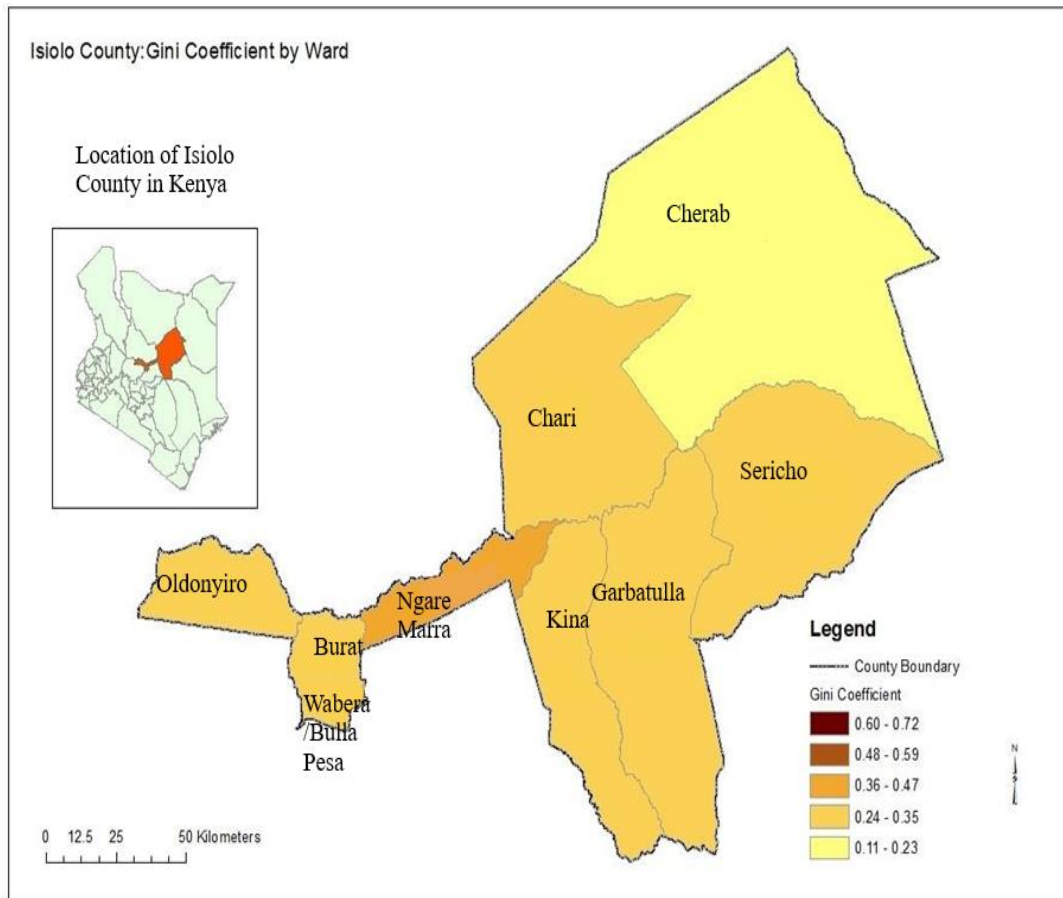 Isiolo County:Gini Coefficient by Ward
Location of Isiolo
County in Kenya
Cherab
Chari
Sericho
Oldonyiro
Ngare
Marra
Garbatulla
Kina
Burat
Wabera
/Bulla
Pesa
Legend
County Boundary
Gini Coefficient
0.60 - 0.72
0.48 - 0.59
0.36 - 0.47
0.24 - 0.35
0.11 - 0.23
N
0 12.5 25 50 Kilometers